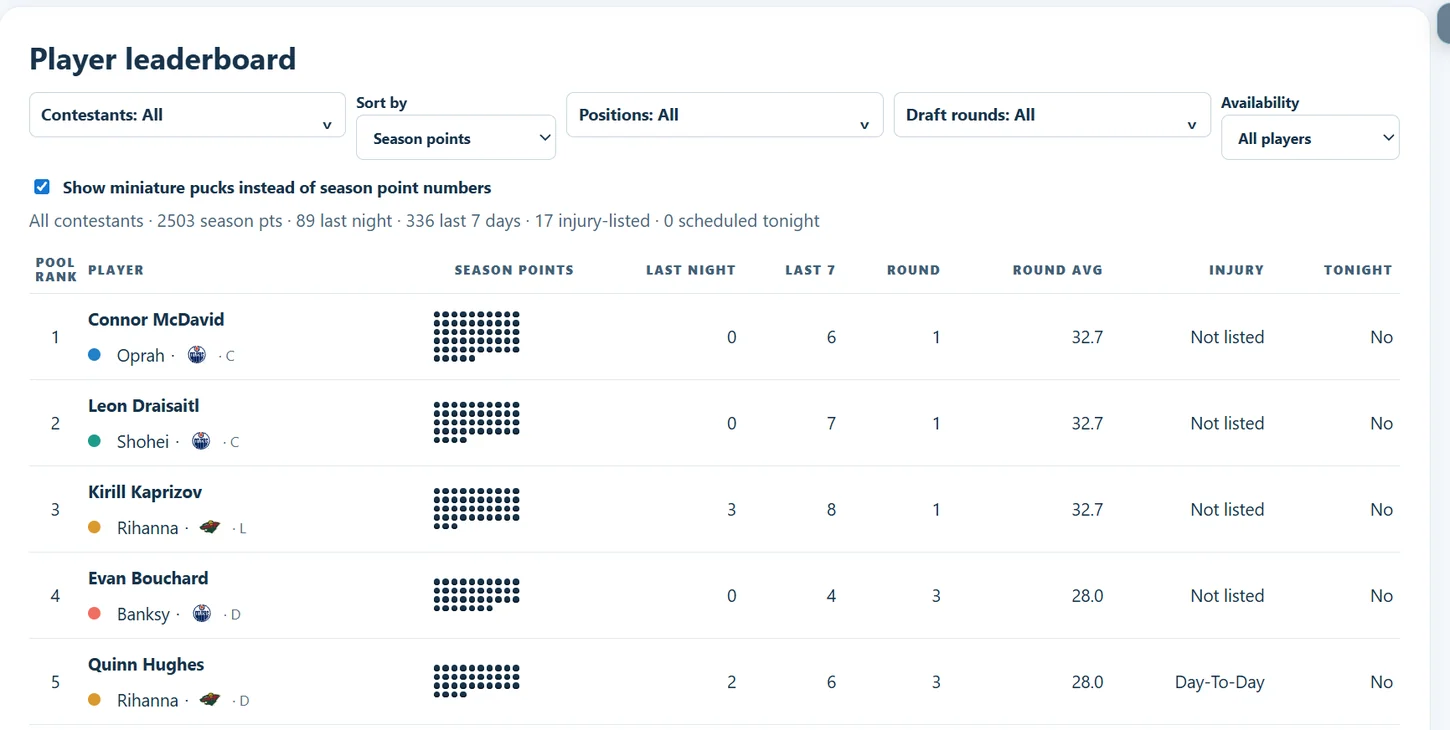 Player leaderboard
Contestants: All v
Sort by
Season points
Positions: All v
Draft rounds: All v
Availability
All players
Show miniature pucks instead of season point numbers
All contestants · 2503 season pts · 89 last night · 336 last 7 days · 17 injury-listed · 0 scheduled tonight
POOL RANK PLAYER SEASON POINTS LAST NIGHT LAST 7 ROUND ROUND AVG INJURY TONIGHT
Connor McDavid
1 0 6 1 32.7 Not listed No
Oprah · · C
Leon Draisaitl
2 0 7 1 32.7 Not listed No
Shohei · · C
Kirill Kaprizov
3 3 8 1 32.7 Not listed No
Rihanna · · L
Evan Bouchard
4 0 4 3 28.0 Not listed No
Banksy · · D
Quinn Hughes
5 2 6 3 28.0 Day-To-Day No
Rihanna · · D